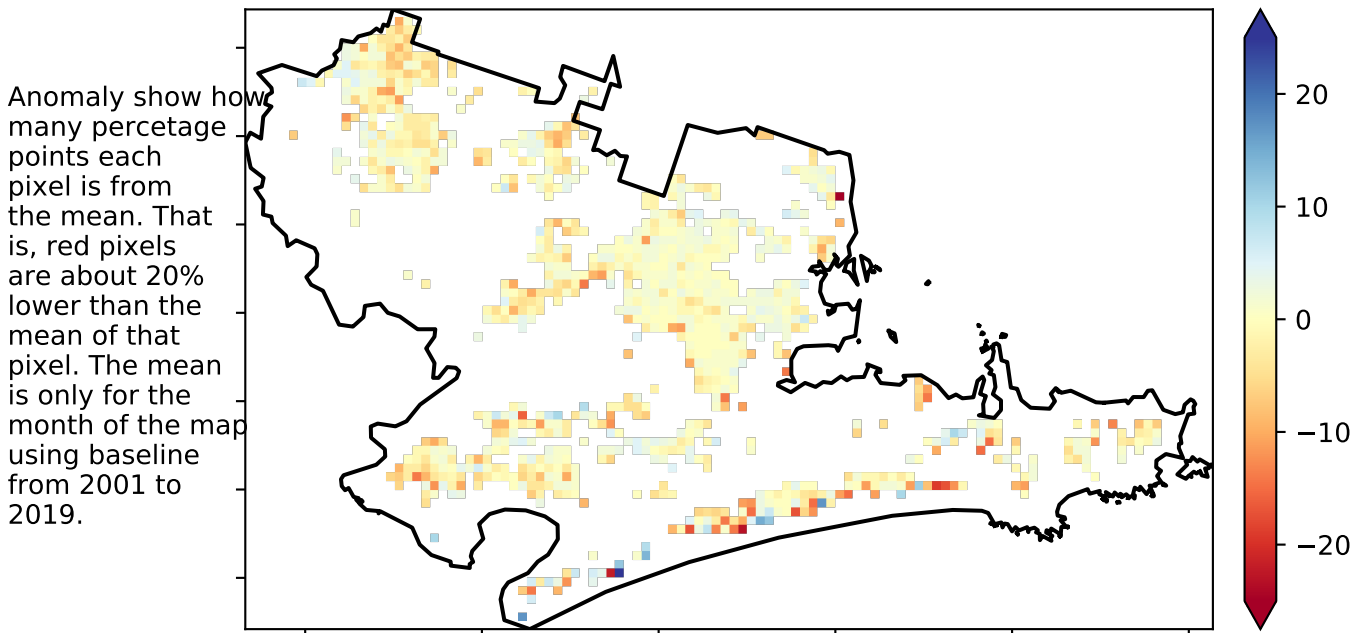 Anomaly show how
many percetage
points each
pixel is from
the mean. That
is, red pixels
are about 20%
lower than the
mean of that
pixel. The mean
is only for the
month of the map
using baseline
from 2001 to
2019.
20
10
0
−10
−20